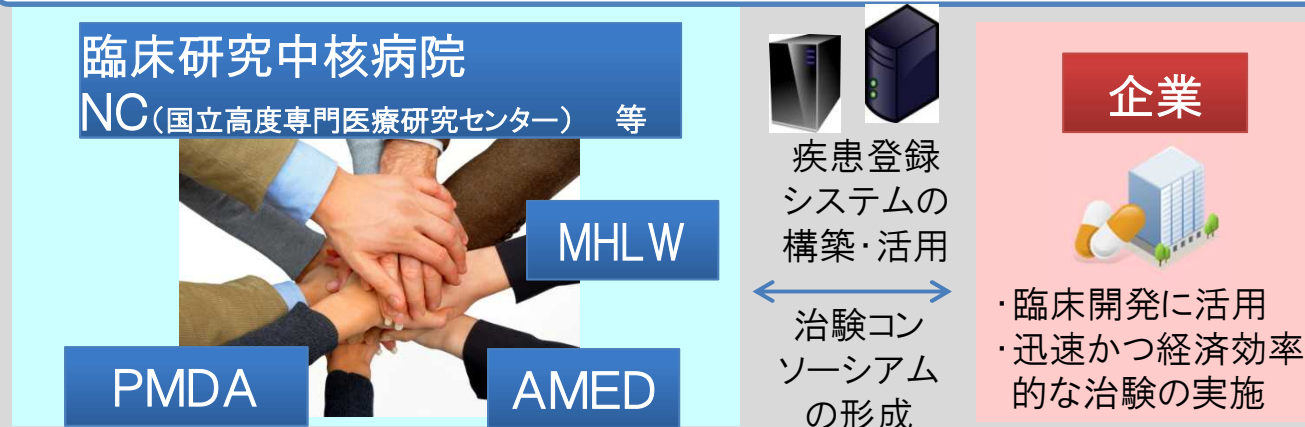 臨床研究中核病院
NC(国立高度専門医療研究センター) 等
MHLW
PMDA
AMED
疾患登録
システムの
構築・活用
治験コン
ソーシアム
の形成
企業
・臨床開発に活用
・迅速かつ経済効率
的な治験の実施